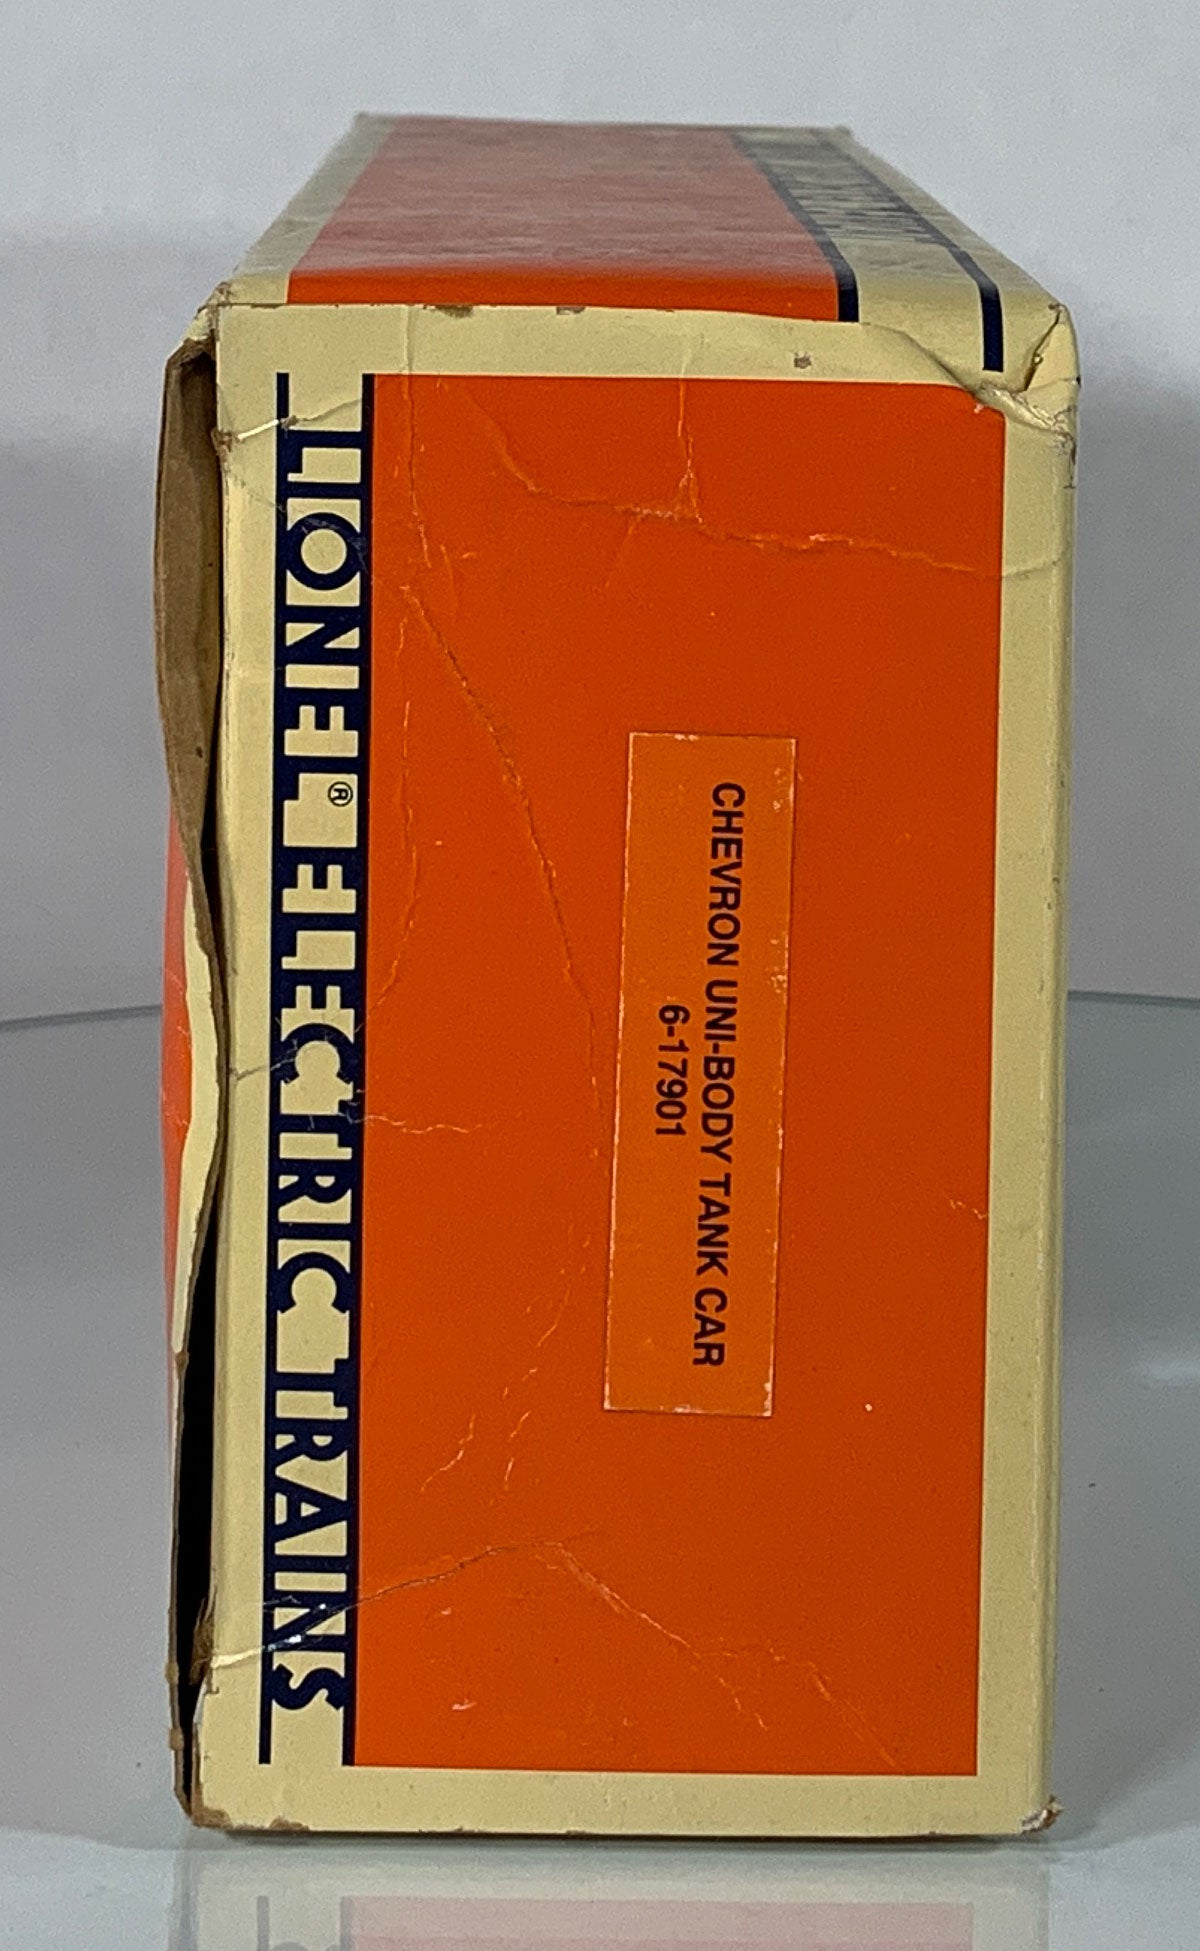 LIONEL® ELECTRIC TRAINS
CHEVRON UNI-BODY TANK CAR
6-17901